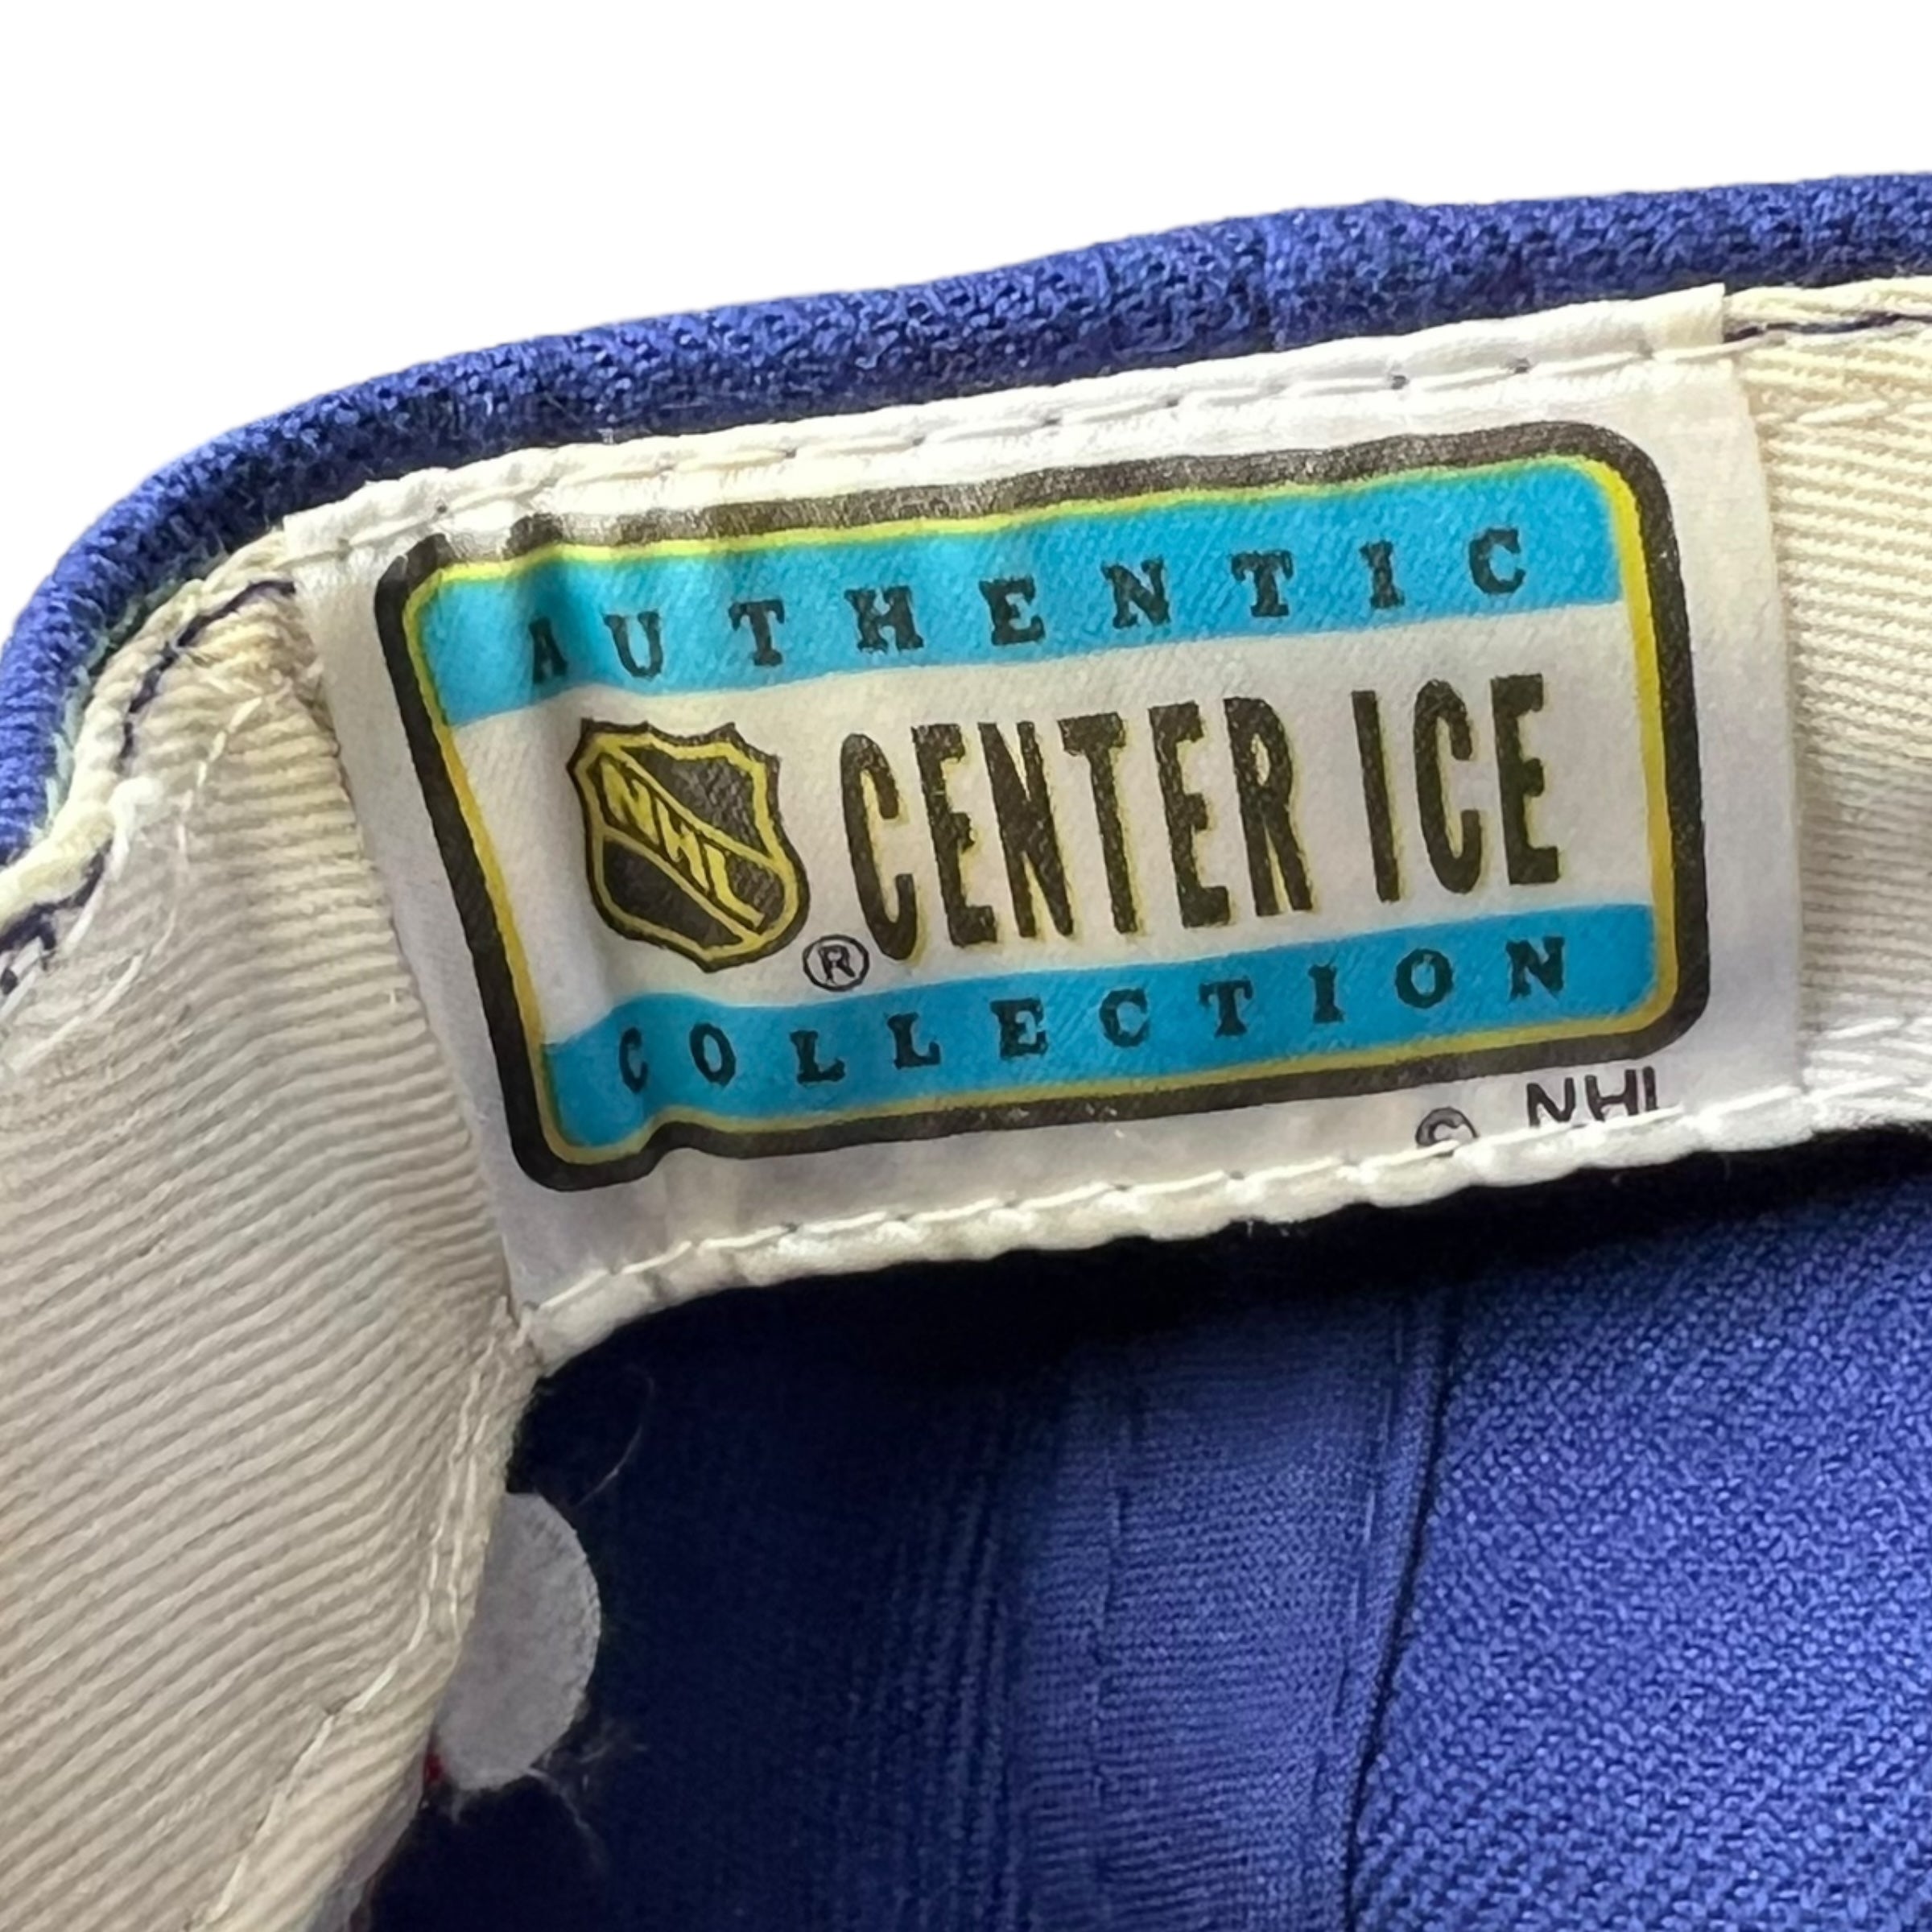 AUTHENTIC
NHL
® CENTER ICE
COLLECTION
© NHL